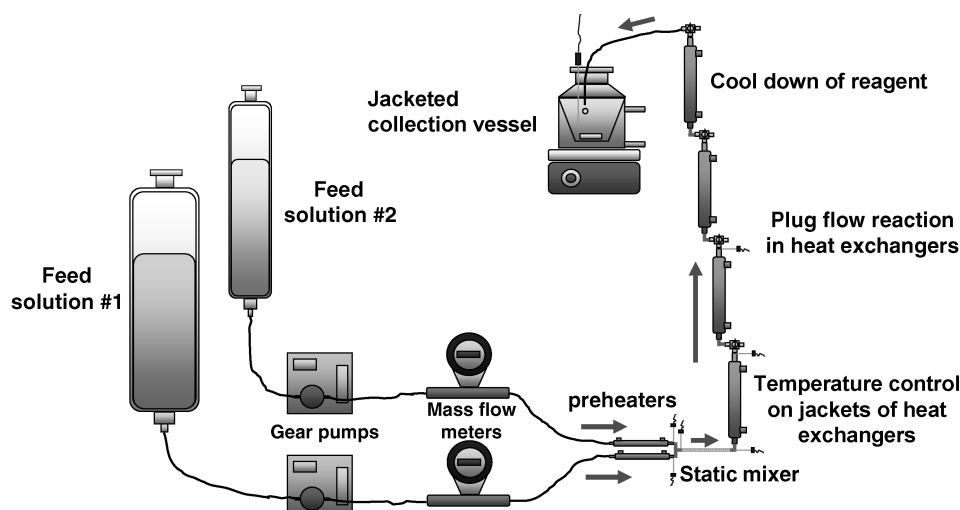 Cool down of reagent
Jacketed
collection vessel
Feed
solution #2
Plug flow reaction
in heat exchangers
Feed
solution #1
Temperature control
on jackets of heat
exchangers
preheaters
Mass flow
meters
Gear pumps
Static mixer